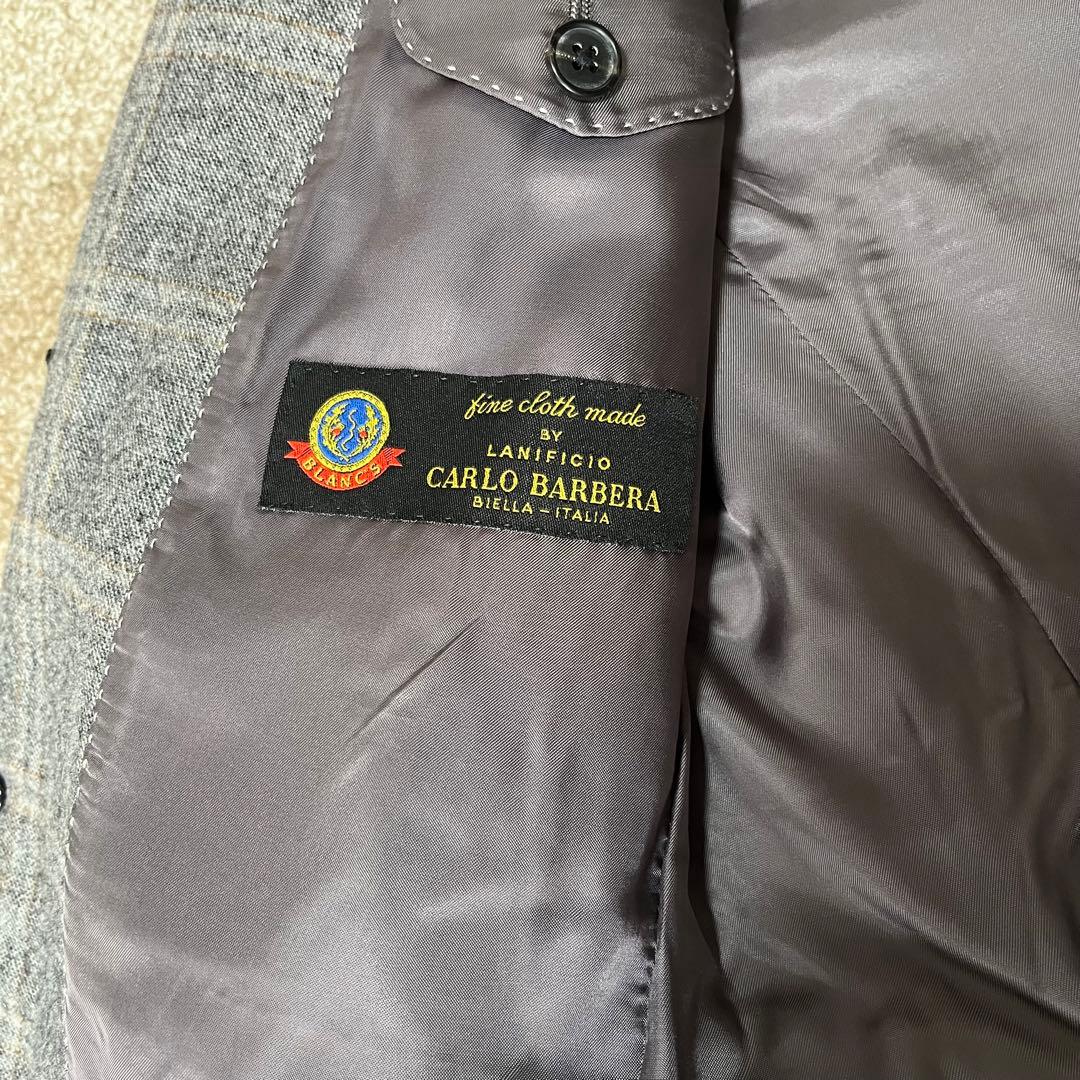 BLANC'S
fine cloth made
BY
LANIFICIO
CARLO BARBERA
BIELLA – ITALIA